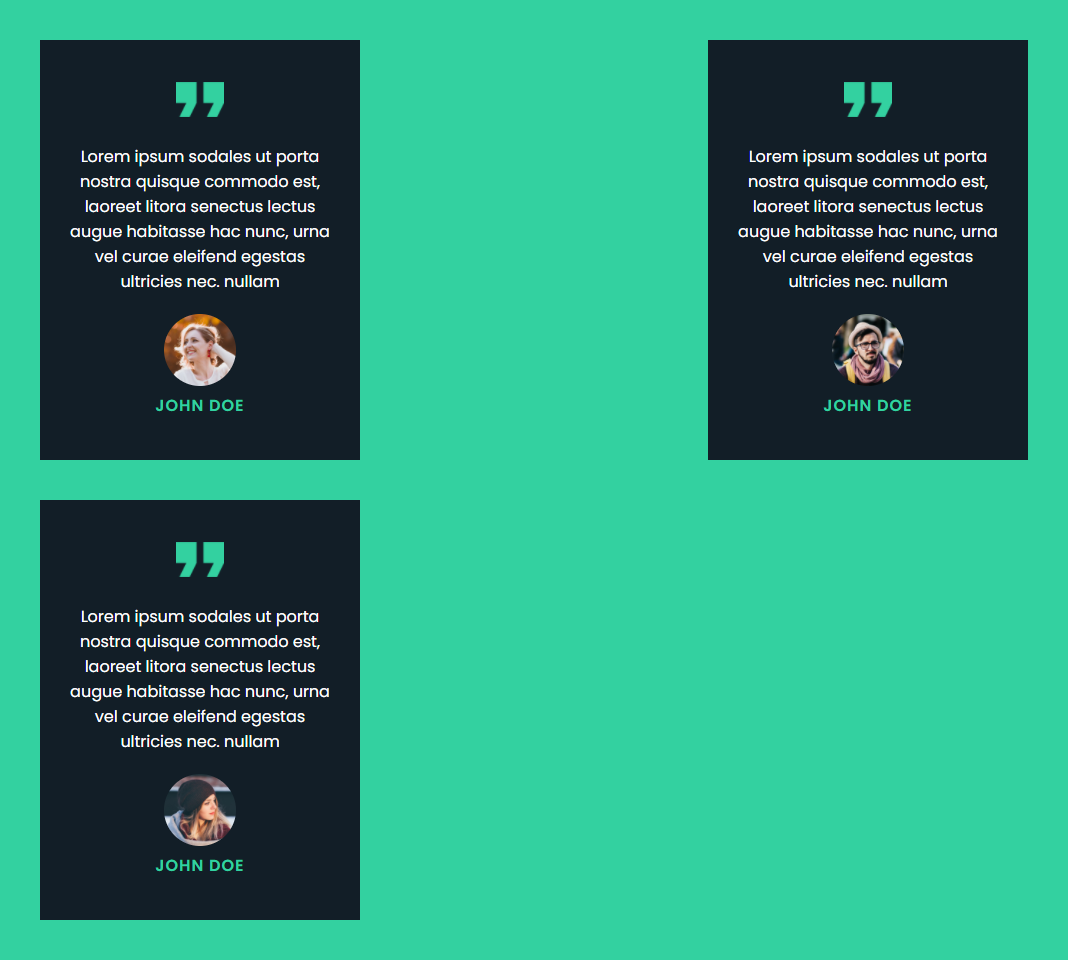 Lorem ipsum sodales ut porta
nostra quisque commodo est,
laoreet litora senectus lectus
augue habitasse hac nunc, urna
vel curae eleifend egestas
ultricies nec. nullam
JOHN DOE
Lorem ipsum sodales ut porta
nostra quisque commodo est,
laoreet litora senectus lectus
augue habitasse hac nunc, urna
vel curae eleifend egestas
ultricies nec. nullam
JOHN DOE
Lorem ipsum sodales ut porta
nostra quisque commodo est,
laoreet litora senectus lectus
augue habitasse hac nunc, urna
vel curae eleifend egestas
ultricies nec. nullam
JOHN DOE